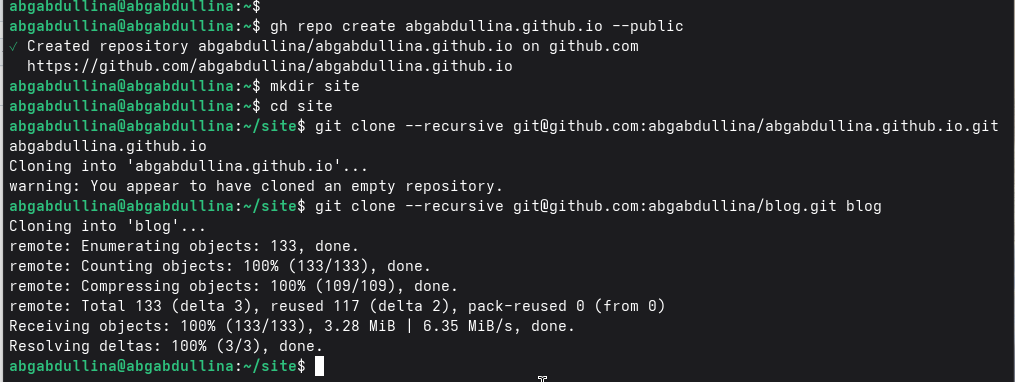 abgabdullina@abgabdullina:~$
abgabdullina@abgabdullina:~$ gh repo create abgabdullina.github.io --public
✓ Created repository abgabdullina/abgabdullina.github.io on github.com
  https://github.com/abgabdullina/abgabdullina.github.io
abgabdullina@abgabdullina:~$ mkdir site
abgabdullina@abgabdullina:~$ cd site
abgabdullina@abgabdullina:~/site$ git clone --recursive git@github.com:abgabdullina/abgabdullina.github.io.git
abgabdullina.github.io
Cloning into 'abgabdullina.github.io'...
warning: You appear to have cloned an empty repository.
abgabdullina@abgabdullina:~/site$ git clone --recursive git@github.com:abgabdullina/blog.git blog
Cloning into 'blog'...
remote: Enumerating objects: 133, done.
remote: Counting objects: 100% (133/133), done.
remote: Compressing objects: 100% (109/109), done.
remote: Total 133 (delta 3), reused 117 (delta 2), pack-reused 0 (from 0)
Receiving objects: 100% (133/133), 3.28 MiB | 6.35 MiB/s, done.
Resolving deltas: 100% (3/3), done.
abgabdullina@abgabdullina:~/site$